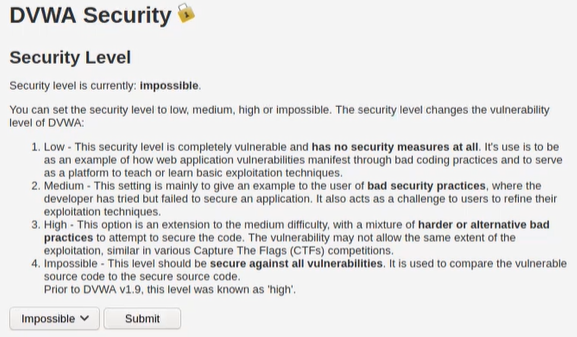 DVWA Security
Security Level
Security level is currently: impossible.
You can set the security level to low, medium, high or impossible. The security level changes the vulnerability
level of DVWA:
1. Low - This security level is completely vulnerable and has no security measures at all. It's use is to be
as an example of how web application vulnerabilities manifest through bad coding practices and to serve
as a platform to teach or learn basic exploitation techniques.
2. Medium - This setting is mainly to give an example to the user of bad security practices, where the
developer has tried but failed to secure an application. It also acts as a challenge to users to refine their
exploitation techniques.
3. High - This option is an extension to the medium difficulty, with a mixture of harder or alternative bad
practices to attempt to secure the code. The vulnerability may not allow the same extent of the
exploitation, similar in various Capture The Flags (CTFs) competitions.
4. Impossible - This level should be secure against all vulnerabilities. It is used to compare the vulnerable
source code to the secure source code.
Prior to DVWA v1.9, this level was known as 'high'.
Impossible Submit